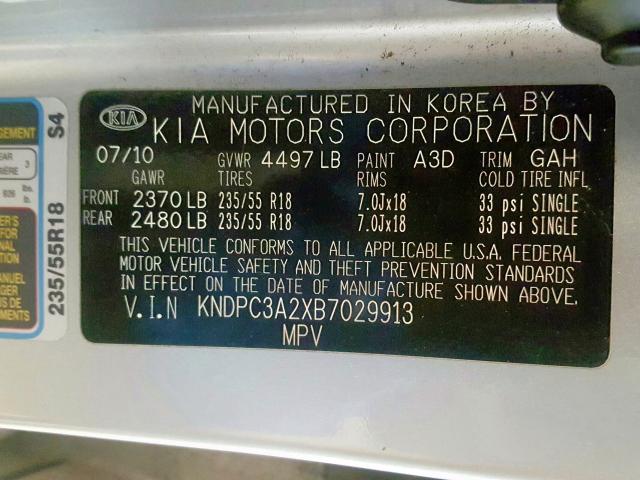 MANUFACTURED IN KOREA BY
KIA KIA MOTORS CORPORATION
07/10 GVWR 4497 LB PAINT A3D TRIM GAH
GAWR TIRES RIMS COLD TIRE INFL
FRONT 2370 LB 235/55 R18 7.0Jx18 33 psi SINGLE
REAR 2480 LB 235/55 R18 7.0Jx18 33 psi SINGLE
THIS VEHICLE CONFORMS TO ALL APPLICABLE U.S.A. FEDERAL
MOTOR VEHICLE SAFETY AND THEFT PREVENTION STANDARDS
IN EFFECT ON THE DATE OF MANUFACTURE SHOWN ABOVE.
V.I.N KNDPC3A2XB7029913
MPV
S4
235/55R18
3
lbs.
FOR